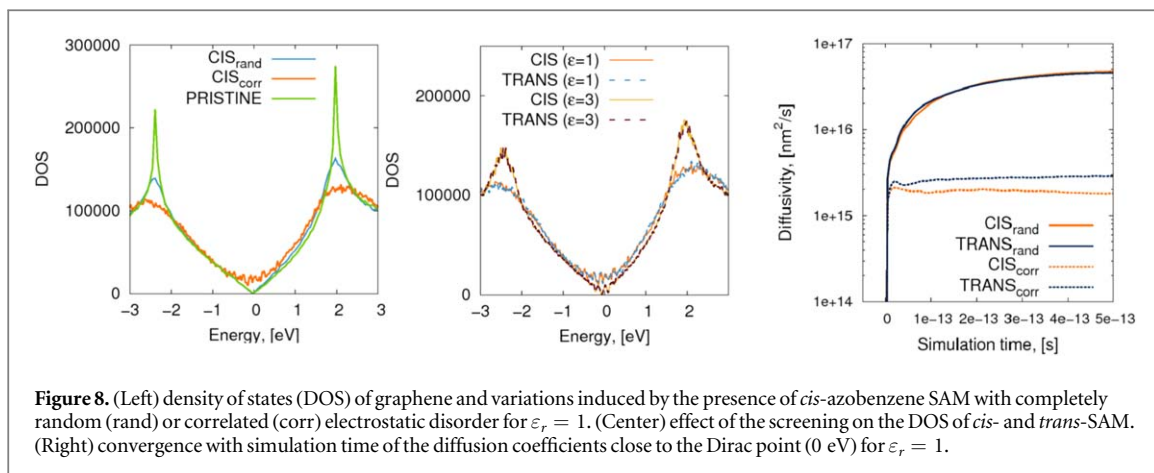 300000
200000
100000
0
DOS
CIS_rand
CIS_corr
PRISTINE
−3 −2 −1 0 1 2 3
Energy, [eV]
200000
100000
0
DOS
CIS (ε=1)
TRANS (ε=1)
CIS (ε=3)
TRANS (ε=3)
−3 −2 −1 0 1 2 3
Energy, [eV]
1e+17
1e+16
1e+15
1e+14
Diffusivity, [nm²/s]
CIS_rand
TRANS_rand
CIS_corr
TRANS_corr
0 1e−13 2e−13 3e−13 4e−13 5e−13
Simulation time, [s]
Figure 8. (Left) density of states (DOS) of graphene and variations induced by the presence of cis-azobenzene SAM with completely
random (rand) or correlated (corr) electrostatic disorder for εᵣ = 1. (Center) effect of the screening on the DOS of cis- and trans-SAM.
(Right) convergence with simulation time of the diffusion coefficients close to the Dirac point (0 eV) for εᵣ = 1.